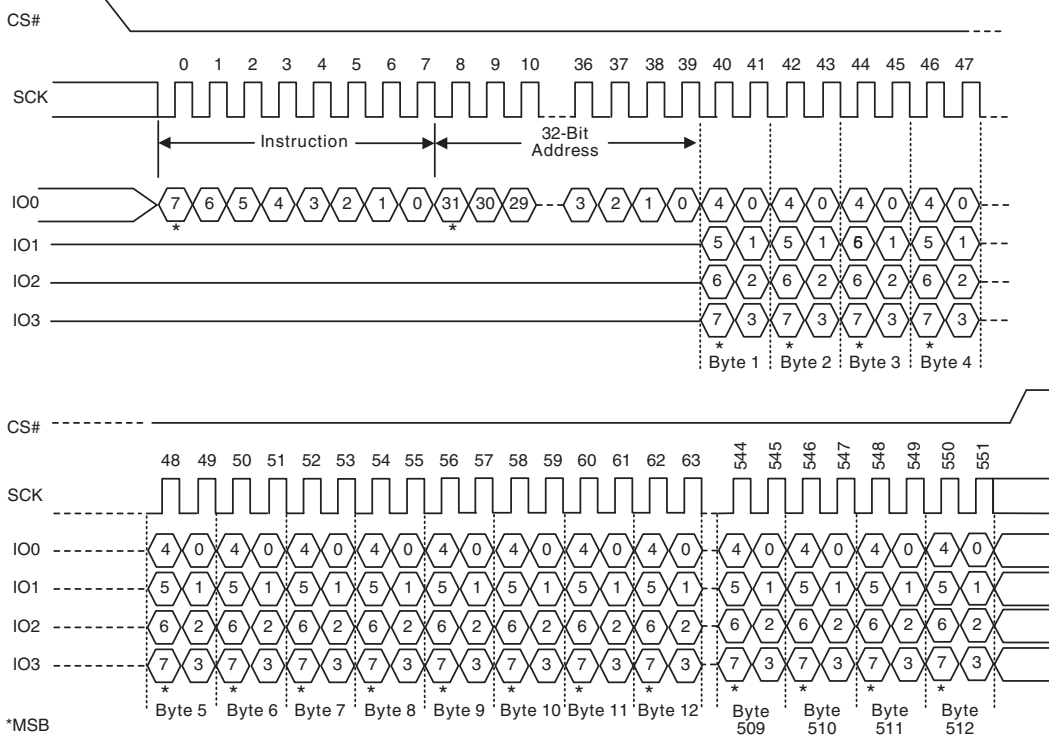 CS#
0 1 2 3 4 5 6 7 8 9 10 36 37 38 39 40 41 42 43 44 45 46 47
SCK
Instruction
32-Bit
Address
IO0 7 6 5 4 3 2 1 0 31 30 29 3 2 1 0 4 0 4 0 4 0 4 0
* *
IO1 5 1 5 1 6 1 5 1
IO2 6 2 6 2 6 2 6 2
IO3 7 3 7 3 7 3 7 3
* * * *
Byte 1 Byte 2 Byte 3 Byte 4
CS#
48 49 50 51 52 53 54 55 56 57 58 59 60 61 62 63 544 545 546 547 548 549 550 551
SCK
IO0 4 0 4 0 4 0 4 0 4 0 4 0 4 0 4 0 4 0 4 0 4 0 4 0
IO1 5 1 5 1 5 1 5 1 5 1 5 1 5 1 5 1 5 1 5 1 5 1 5 1
IO2 6 2 6 2 6 2 6 2 6 2 6 2 6 2 6 2 6 2 6 2 6 2 6 2
IO3 7 3 7 3 7 3 7 3 7 3 7 3 7 3 7 3 7 3 7 3 7 3 7 3
* * * * * * * * * * * *
Byte 5 Byte 6 Byte 7 Byte 8 Byte 9 Byte 10 Byte 11 Byte 12 Byte Byte Byte Byte
509 510 511 512
*MSB